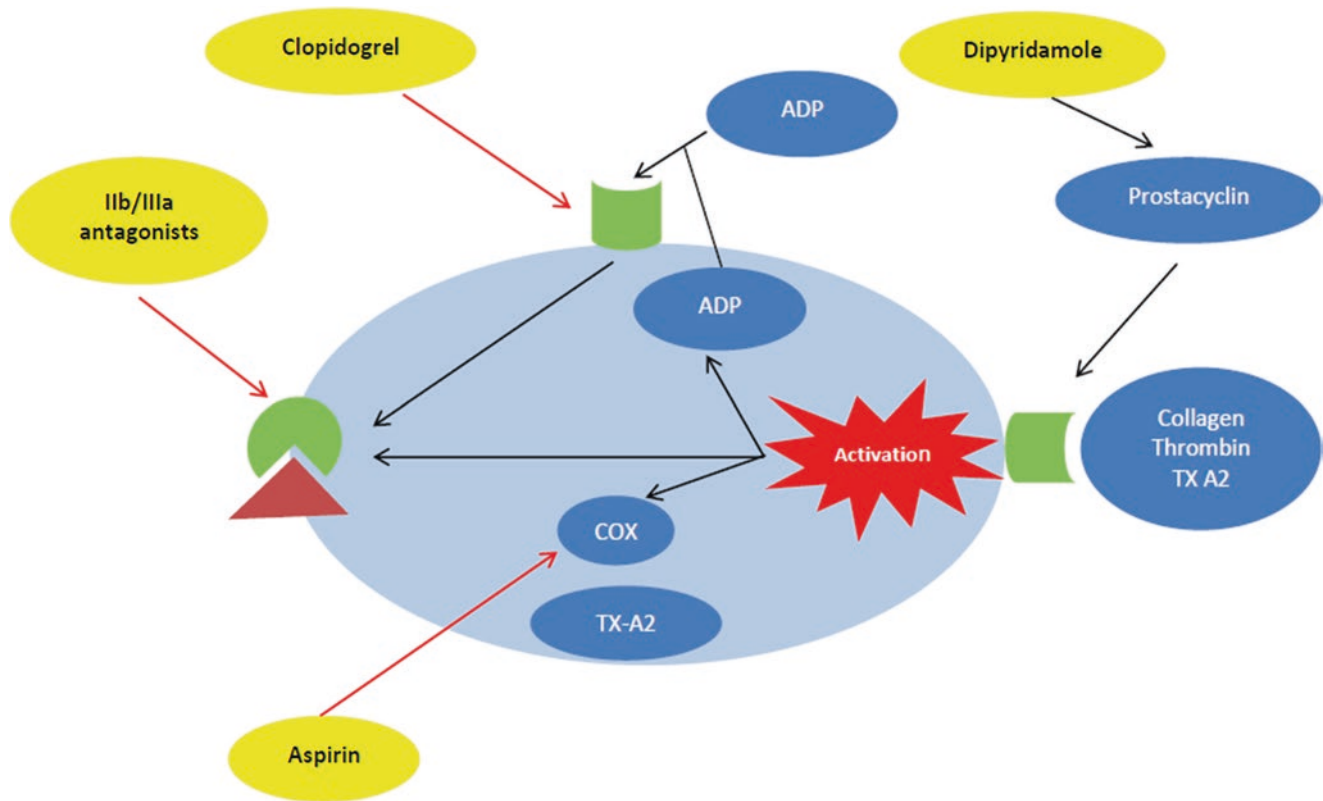 Clopidogrel
Dipyridamole
ADP
IIb/IIIa
antagonists
Prostacyclin
ADP
Activation
Collagen
Thrombin
TX A2
COX
TX-A2
Aspirin